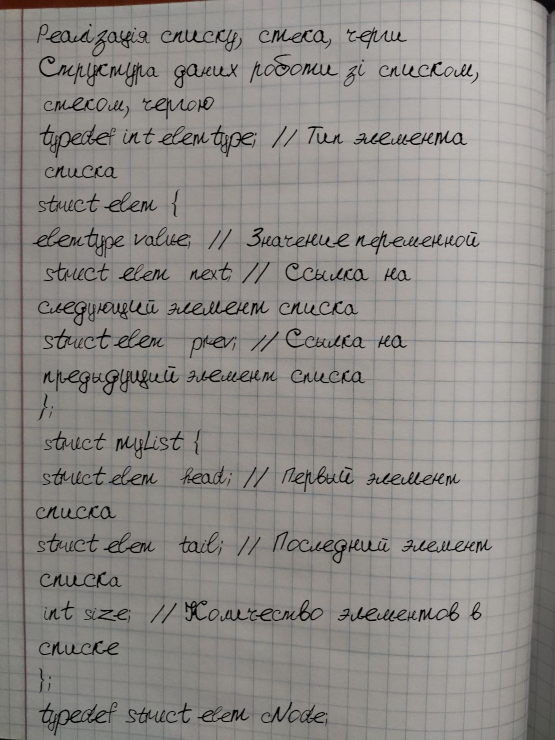 Реалізація списку, стека, черги
Структура даних роботи зі списком,
стеком, чергою
typedef int elemtype; // Тип элемента
списка
struct elem {
elemtype value; // Значение переменной
struct elem next; // Ссылка на
следующий элемент списка
struct elem prev; // Ссылка на
предыдущий элемент списка
};
struct myList {
struct elem head; // Первый элемент
списка
struct elem tail; // Последний элемент
списка
int size; // Количество элементов в
списке
};
typedef struct elem cNode;